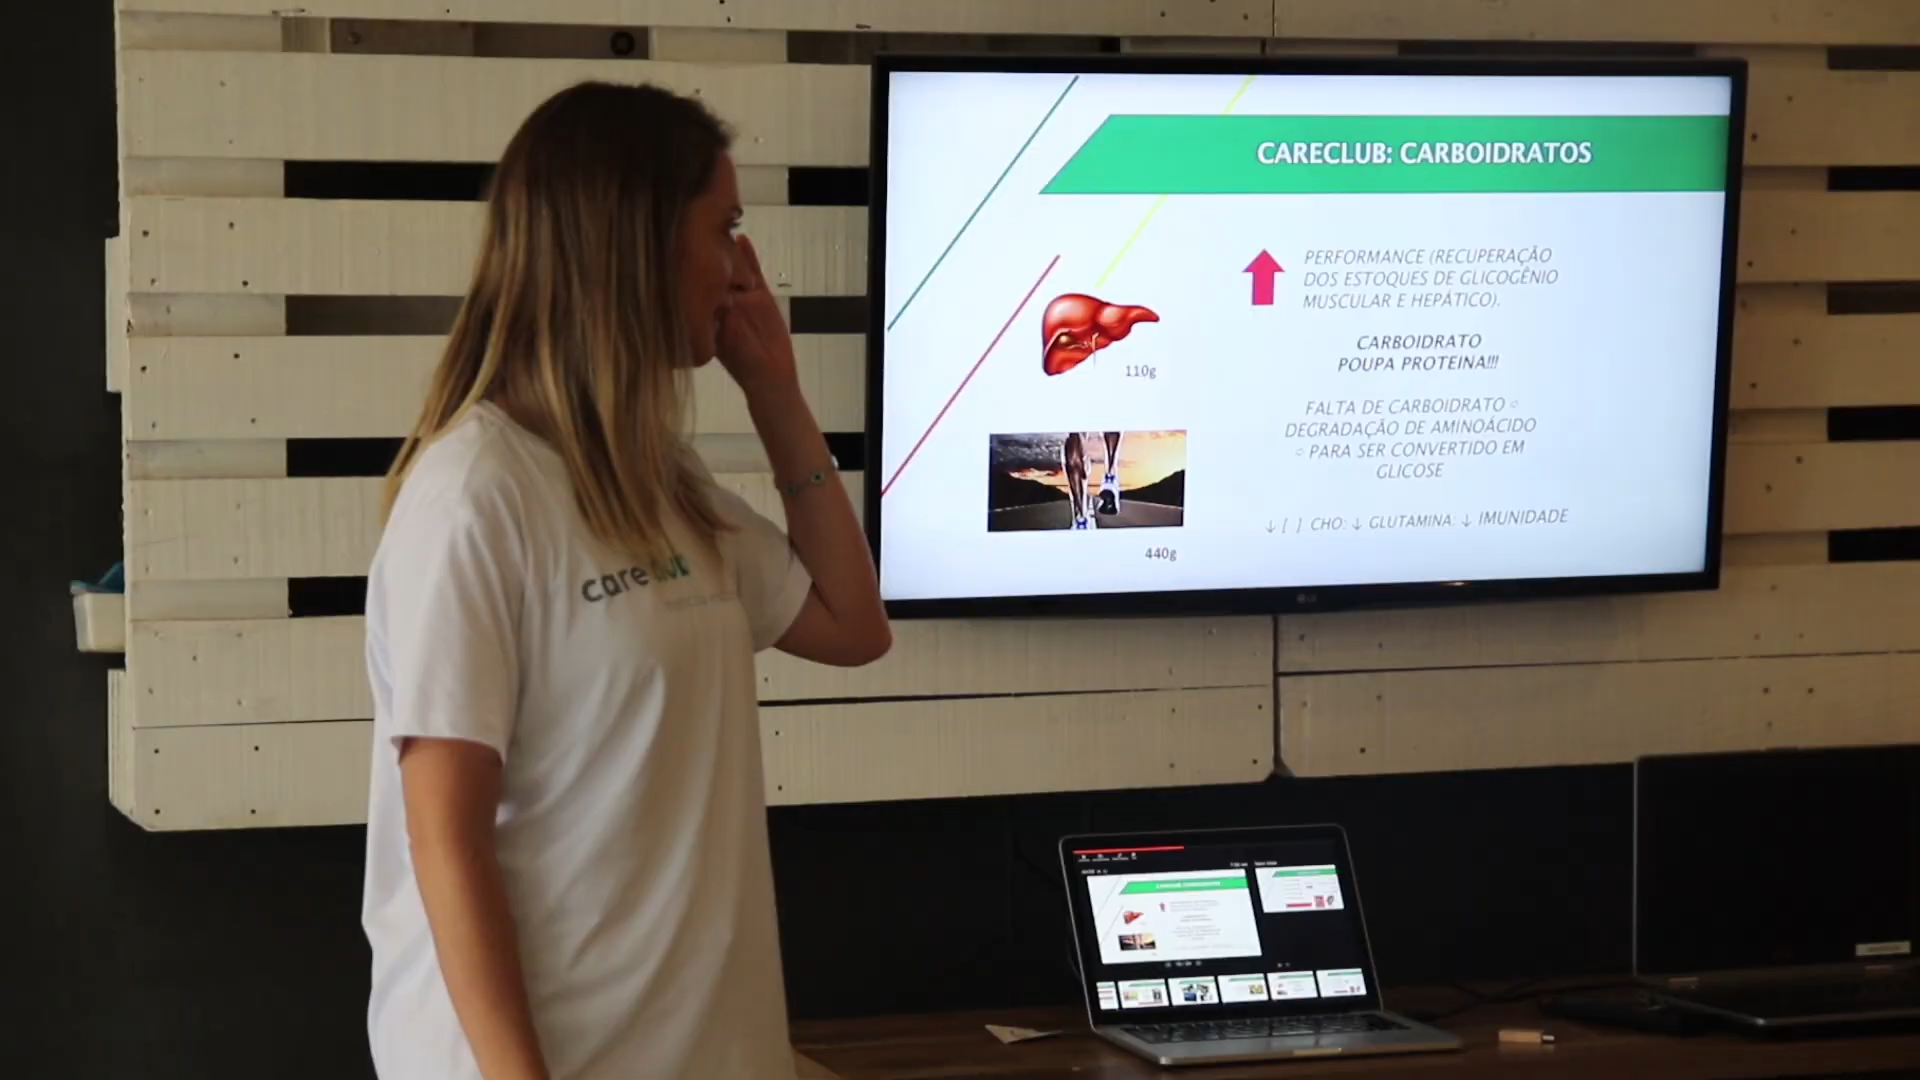 CARECLUB: CARBOIDRATOS
PERFORMANCE (RECUPERAÇÃO
DOS ESTOQUES DE GLICOGÊNIO
MUSCULAR E HEPÁTICO).
CARBOIDRATO
POUPA PROTEINA!!!
110g
FALTA DE CARBOIDRATO ○
DEGRADAÇÃO DE AMINOÁCIDO
○ PARA SER CONVERTIDO EM
GLICOSE
↓ [ ] CHO: ↓ GLUTAMINA: ↓ IMUNIDADE
440g
LG
care